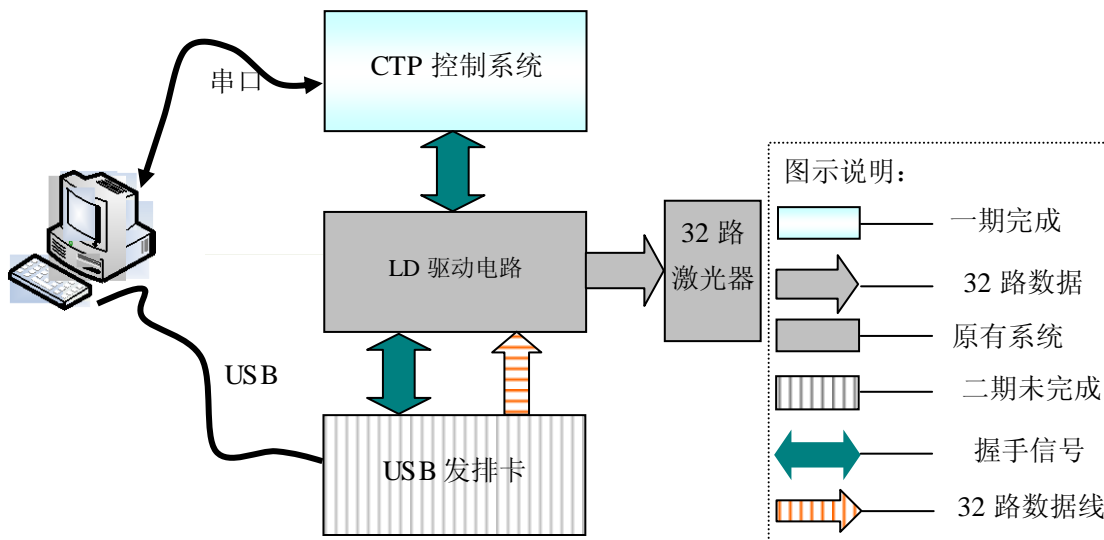 CTP 控制系统
串口
LD 驱动电路
32 路
激光器
USB
USB 发排卡
图示说明：
一期完成
32 路数据
原有系统
二期未完成
握手信号
32 路数据线